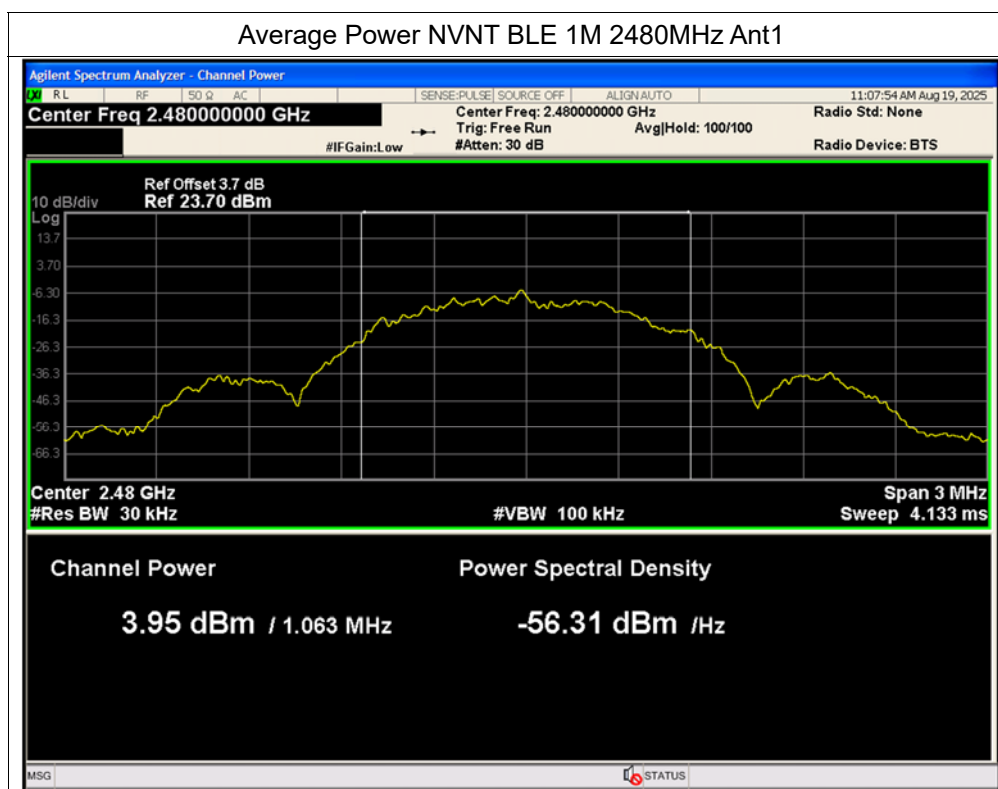 Average Power NVNT BLE 1M 2480MHz Ant1
Agilent Spectrum Analyzer - Channel Power
LXI RL RF 50 Ω AC SENSE:PULSE SOURCE OFF ALIGN AUTO 11:07:54 AM Aug 19, 2025
Center Freq 2.480000000 GHz Center Freq: 2.480000000 GHz Radio Std: None
Trig: Free Run Avg|Hold: 100/100
#IFGain:Low #Atten: 30 dB Radio Device: BTS
Ref Offset 3.7 dB
10 dB/div Ref 23.70 dBm
Log
13.7
3.70
-6.30
-16.3
-26.3
-36.3
-46.3
-56.3
-66.3
Center 2.48 GHz Span 3 MHz
#Res BW 30 kHz #VBW 100 kHz Sweep 4.133 ms
Channel Power Power Spectral Density
3.95 dBm / 1.063 MHz -56.31 dBm /Hz
MSG STATUS